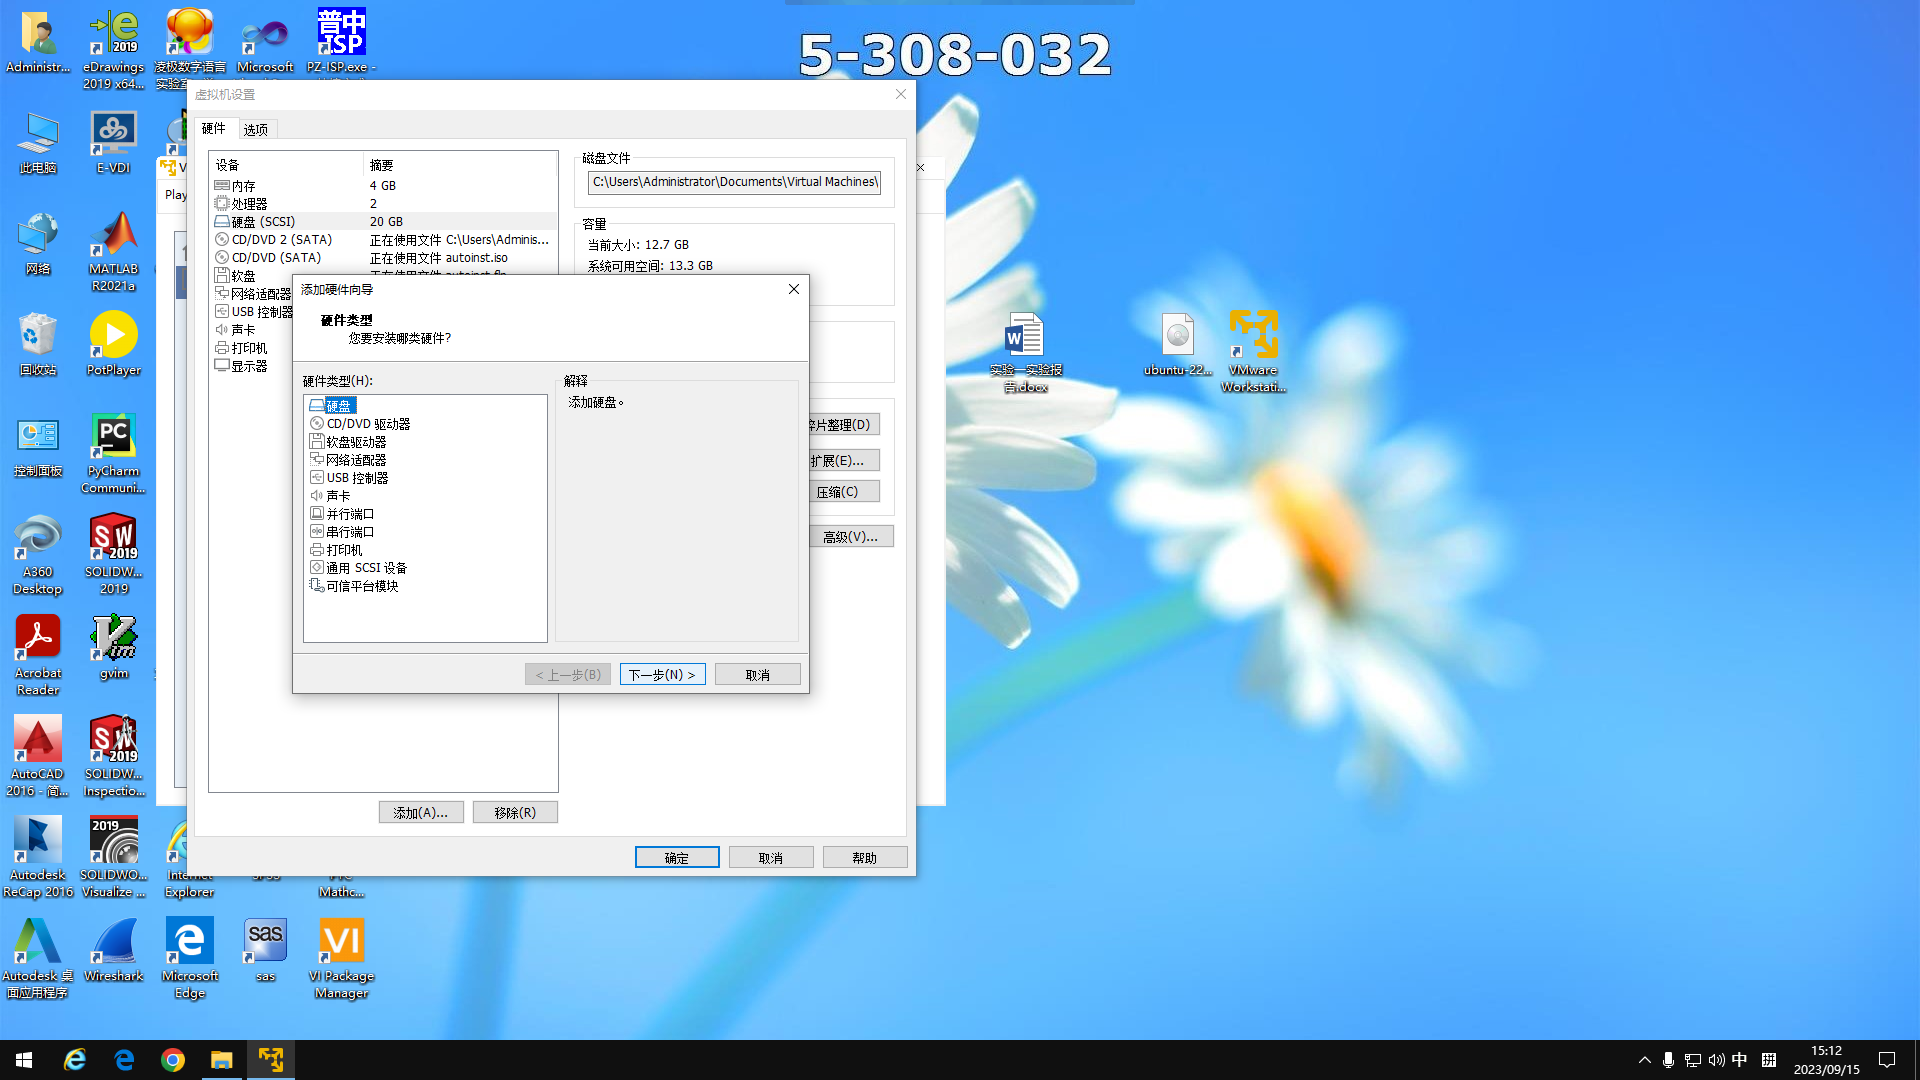 5-308-032
Administr...
eDrawings
2019 x64...
凌极数字语言
实验室
Microsoft
普中
ISP
PZ-ISP.exe -
此电脑
E-VDI
网络
MATLAB
R2021a
回收站
PotPlayer
控制面板
PyCharm
Communi...
A360
Desktop
SOLIDW...
2019
Acrobat
Reader
gvim
AutoCAD
2016 - 简...
SOLIDW...
Inspectio...
Autodesk
ReCap 2016
SOLIDWO...
Visualize ...
Internet
Explorer
SPSS
PTC
Mathc...
Autodesk 桌
面应用程序
Wireshark
Microsoft
Edge
sas
VI Package
Manager
实验一实验报
告.docx
ubuntu-22...
VMware
Workstati...
Play
虚拟机设置
硬件
选项
设备
摘要
内存
4 GB
处理器
2
硬盘 (SCSI)
20 GB
CD/DVD 2 (SATA)
正在使用文件 C:\Users\Adminis...
CD/DVD (SATA)
正在使用文件 autoinst.iso
软盘
正在使用文件 autoinst.flp
网络适配器
USB 控制器
声卡
打印机
显示器
磁盘文件
C:\Users\Administrator\Documents\Virtual Machines\
容量
当前大小: 12.7 GB
系统可用空间: 13.3 GB
碎片整理(D)
扩展(E)...
压缩(C)
高级(V)...
添加(A)...
移除(R)
确定
取消
帮助
添加硬件向导
硬件类型
您要安装哪类硬件?
硬件类型(H):
硬盘
CD/DVD 驱动器
软盘驱动器
网络适配器
USB 控制器
声卡
并行端口
串行端口
打印机
通用 SCSI 设备
可信平台模块
解释
添加硬盘。
< 上一步(B)
下一步(N) >
取消
中
15:12
2023/09/15